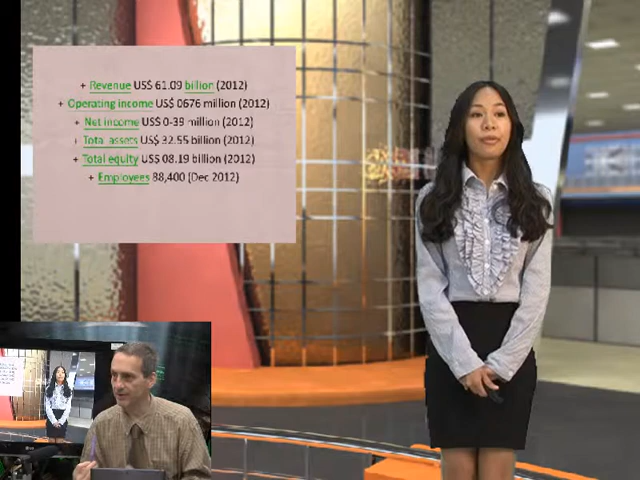 + Revenue US$ 61.09 billion (2012)
+ Operating income US$ 0676 million (2012)
+ Net income US$ 0-39 million (2012)
+ Total assets US$ 32.55 billion (2012)
+ Total equity US$ 08.19 billion (2012)
+ Employees 88,400 (Dec 2012)